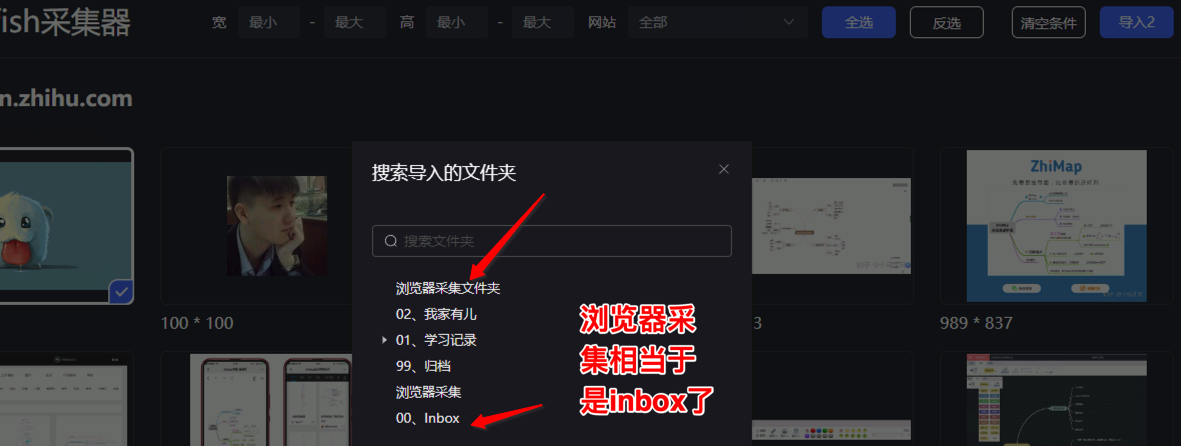 fish采集器
宽 最小 - 最大 高 最小 - 最大 网站 全部 全选 反选 清空条件 导入2
n.zhihu.com
搜索导入的文件夹
搜索文件夹
浏览器采集文件夹
02、我家有儿
01、学习记录
99、归档
浏览器采集
00、Inbox
浏览器采
集相当于
是inbox了
ZhiMap
100 * 100
3
989 * 837